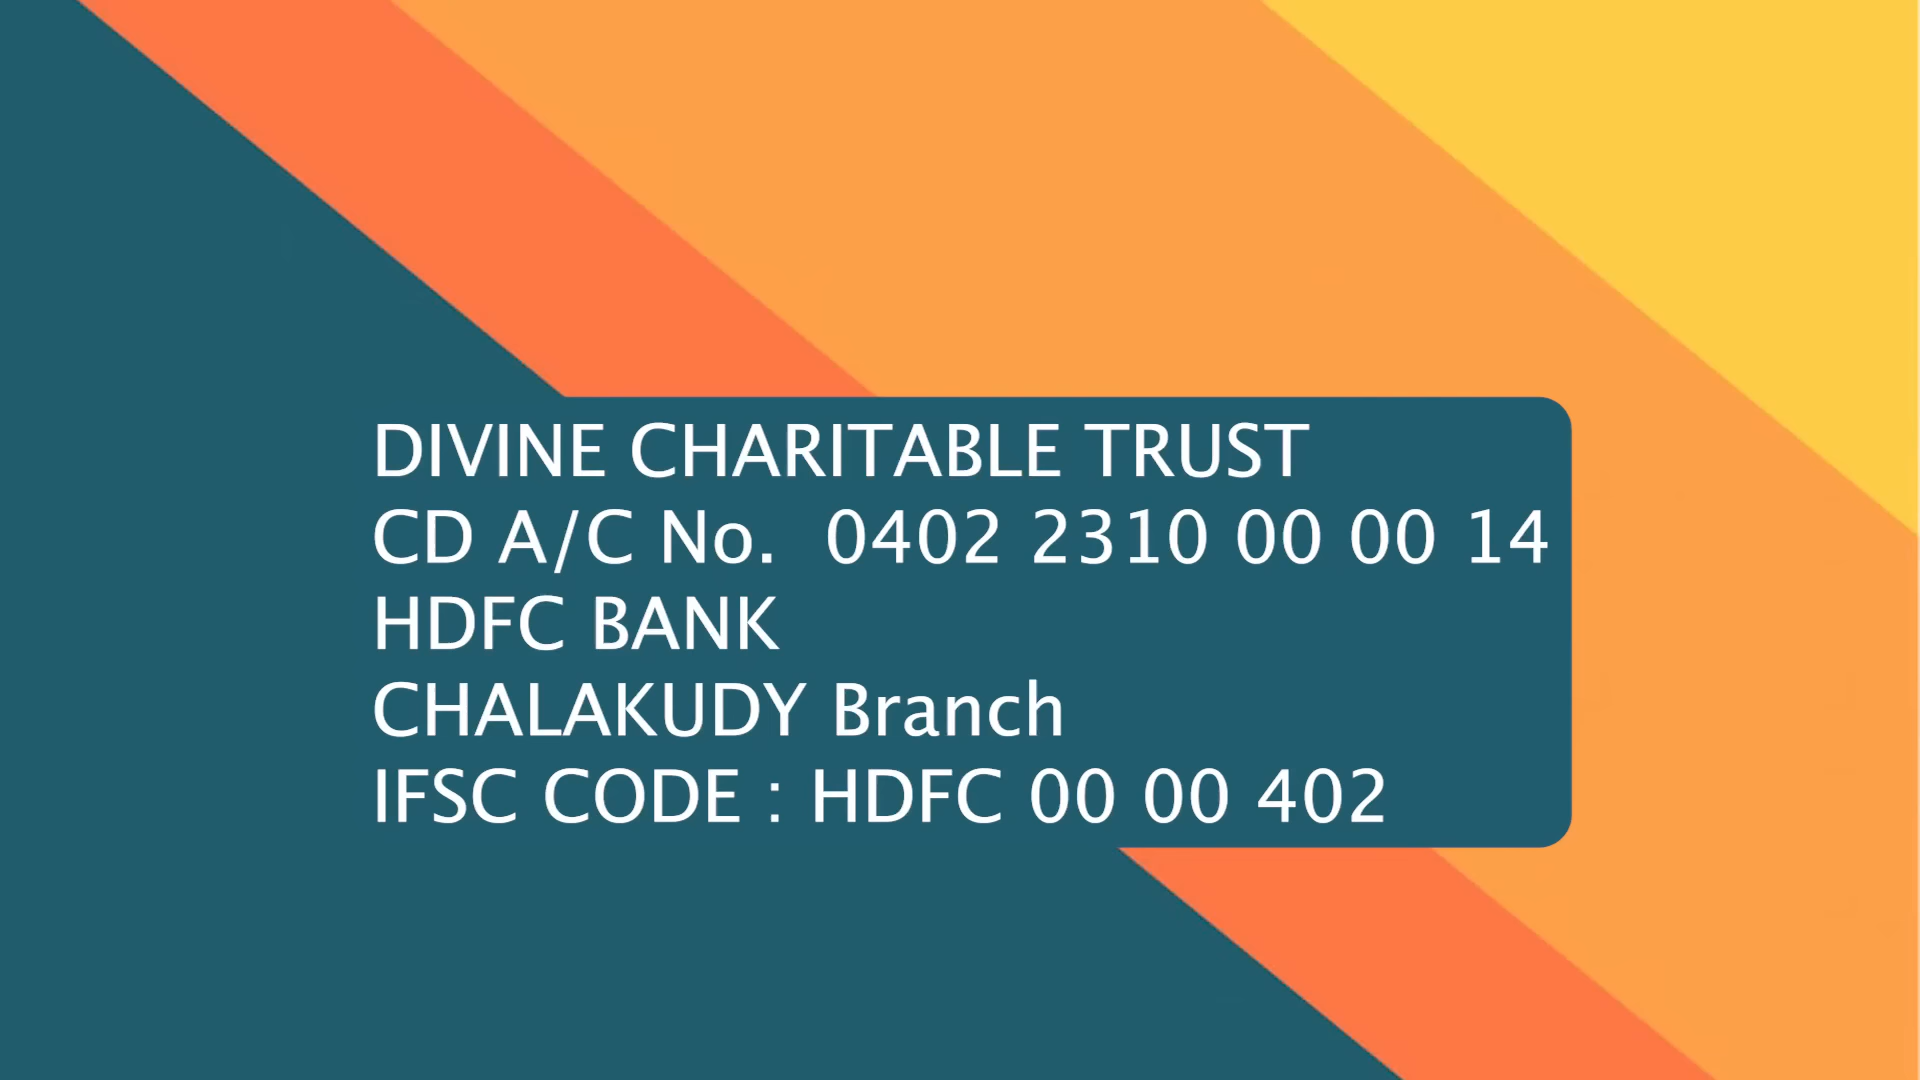 DIVINE CHARITABLE TRUST
CD A/C No.  0402 2310 00 00 14
HDFC BANK
CHALAKUDY Branch
IFSC CODE : HDFC 00 00 402